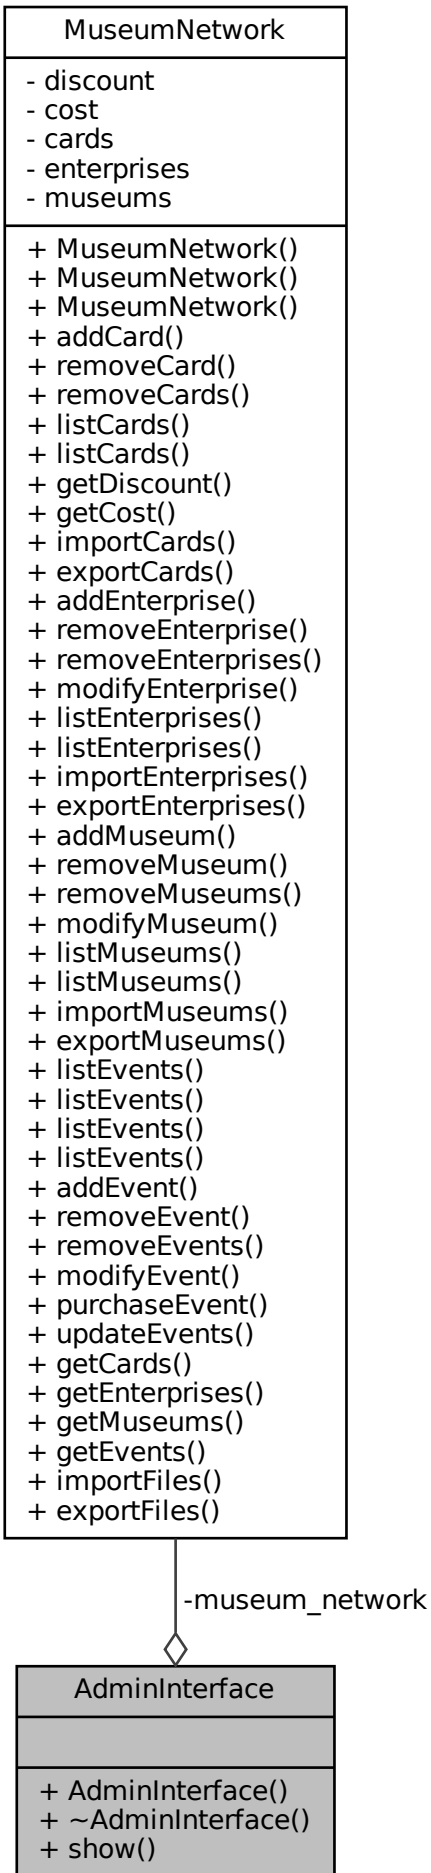 MuseumNetwork
- discount
- cost
- cards
- enterprises
- museums
+ MuseumNetwork()
+ MuseumNetwork()
+ MuseumNetwork()
+ addCard()
+ removeCard()
+ removeCards()
+ listCards()
+ listCards()
+ getDiscount()
+ getCost()
+ importCards()
+ exportCards()
+ addEnterprise()
+ removeEnterprise()
+ removeEnterprises()
+ modifyEnterprise()
+ listEnterprises()
+ listEnterprises()
+ importEnterprises()
+ exportEnterprises()
+ addMuseum()
+ removeMuseum()
+ removeMuseums()
+ modifyMuseum()
+ listMuseums()
+ listMuseums()
+ importMuseums()
+ exportMuseums()
+ listEvents()
+ listEvents()
+ listEvents()
+ listEvents()
+ addEvent()
+ removeEvent()
+ removeEvents()
+ modifyEvent()
+ purchaseEvent()
+ updateEvents()
+ getCards()
+ getEnterprises()
+ getMuseums()
+ getEvents()
+ importFiles()
+ exportFiles()
-museum_network
AdminInterface
+ AdminInterface()
+ ~AdminInterface()
+ show()